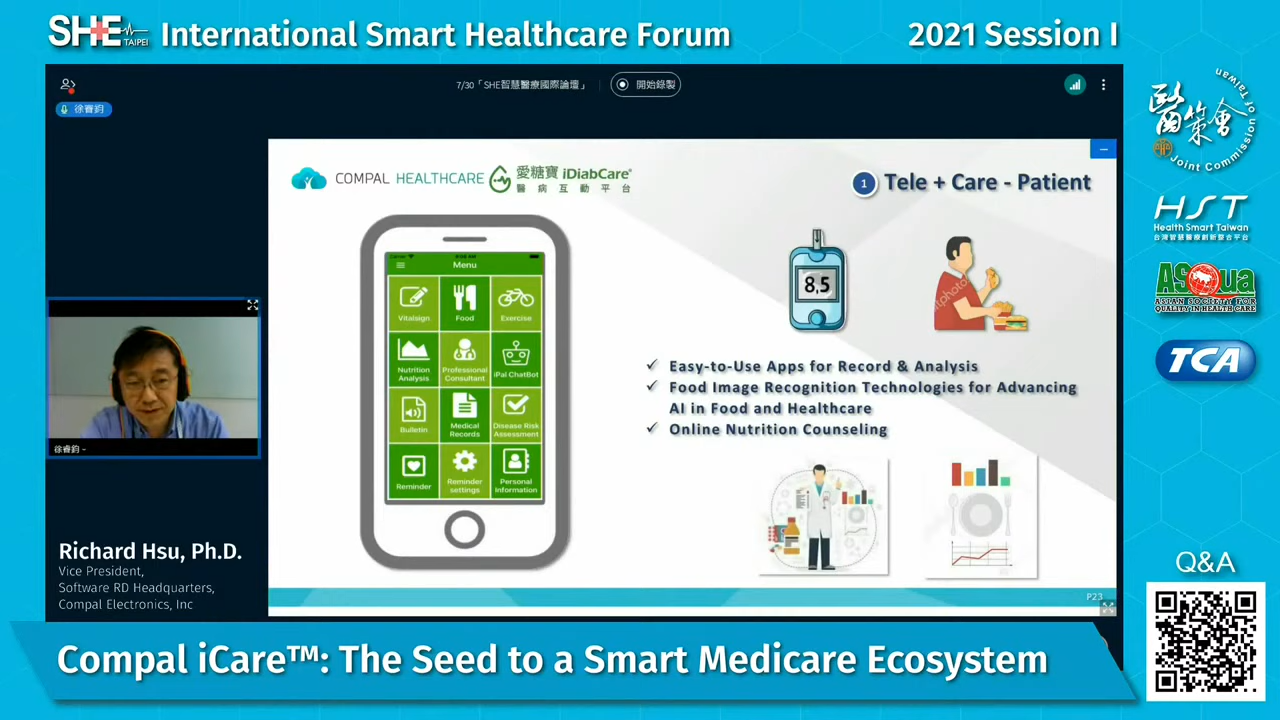 SHE TAIPEI International Smart Healthcare Forum
2021 Session I
7/30「SHE智慧醫療國際論壇」
開始錄製
徐睿鈞
COMPAL HEALTHCARE
愛糖寶 iDiabCare®
醫病互動平台
1 Tele + Care - Patient
Menu
Vitalsign
Food
Exercise
Nutrition Analysis
Professional Consultant
iPal ChatBot
Bulletin
Medical Records
Disease Risk Assessment
Reminder
Reminder settings
Personal Information
8,5
✓ Easy-to-Use Apps for Record & Analysis
✓ Food Image Recognition Technologies for Advancing
AI in Food and Healthcare
✓ Online Nutrition Counseling
P23
徐睿鈞 -
Richard Hsu, Ph.D.
Vice President,
Software RD Headquarters,
Compal Electronics, Inc
Compal iCare™: The Seed to a Smart Medicare Ecosystem
醫策會
Joint Commission of Taiwan
HST
Health Smart Taiwan
台灣智慧醫療創新整合平台
ASQua
ASIAN SOCIETY FOR
QUALITY IN HEALTH CARE
TCA
Q&A